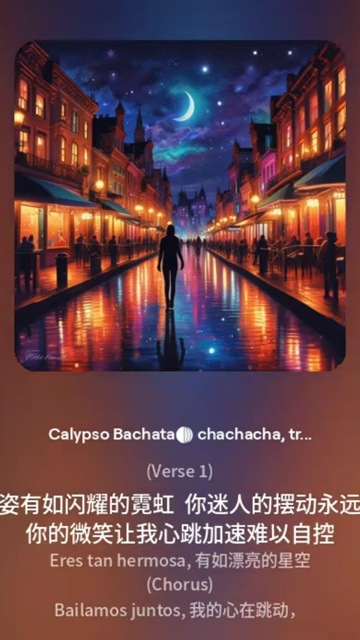 Calypso Bachata🌗 chachacha, tr...
(Verse 1)
姿有如闪耀的霓虹 你迷人的摆动永远
你的微笑让我心跳加速难以自控
Eres tan hermosa, 有如漂亮的星空
(Chorus)
Bailamos juntos, 我的心在跳动，